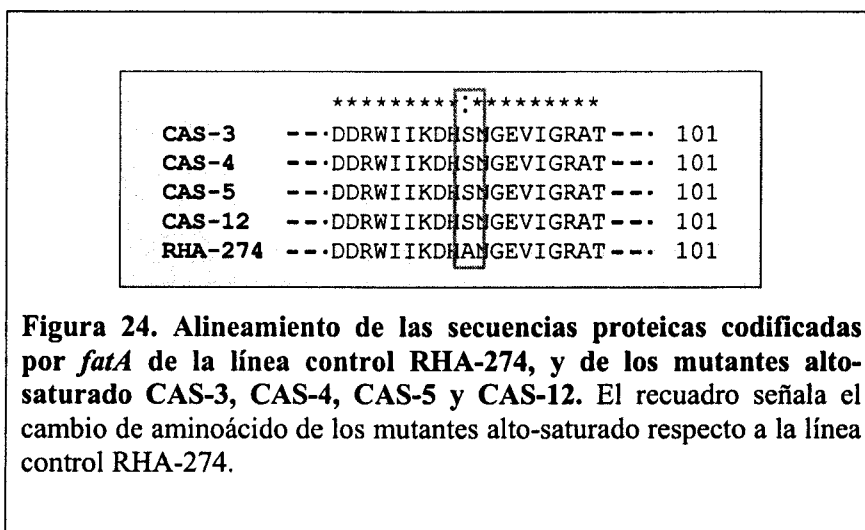 *********:**********
CAS-3 --·DDRWIIKDHSNGEVIGRAT--· 101
CAS-4 --·DDRWIIKDHSNGEVIGRAT--· 101
CAS-5 --·DDRWIIKDHSNGEVIGRAT--· 101
CAS-12 --·DDRWIIKDHSNGEVIGRAT--· 101
RHA-274 --·DDRWIIKDHANGEVIGRAT--· 101
Figura 24. Alineamiento de las secuencias proteicas codificadas
por fatA de la línea control RHA-274, y de los mutantes alto-
saturado CAS-3, CAS-4, CAS-5 y CAS-12. El recuadro señala el
cambio de aminoácido de los mutantes alto-saturado respecto a la línea
control RHA-274.